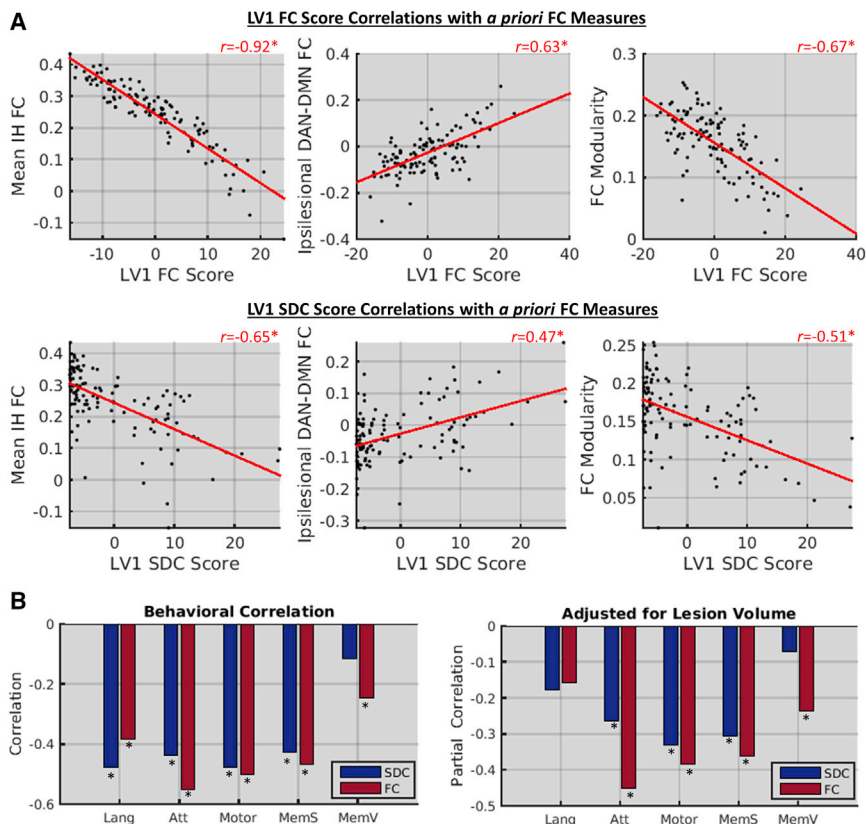 A
LV1 FC Score Correlations with a priori FC Measures
r=-0.92*
r=0.63*
r=-0.67*
Mean IH FC
0.4
0.3
0.2
0.1
0
-0.1
-10 0 10 20
LV1 FC Score
Ipsilesional DAN-DMN FC
0.4
0.2
0
-0.2
-0.4
-20 0 20 40
LV1 FC Score
FC Modularity
0.3
0.2
0.1
0
-20 0 20 40
LV1 FC Score
LV1 SDC Score Correlations with a priori FC Measures
r=-0.65*
r=0.47*
r=-0.51*
Mean IH FC
0.4
0.3
0.2
0.1
0
-0.1
0 10 20
LV1 SDC Score
Ipsilesional DAN-DMN FC
0.2
0.1
0
-0.1
-0.2
-0.3
0 10 20
LV1 SDC Score
FC Modularity
0.25
0.2
0.15
0.1
0.05
0 10 20
LV1 SDC Score
B
Behavioral Correlation
Correlation
0
-0.2
-0.4
-0.6
* * * * * * * * *
SDC
FC
Lang Att Motor MemS MemV
Adjusted for Lesion Volume
Partial Correlation
0
-0.1
-0.2
-0.3
-0.4
-0.5
* * * * * * *
SDC
FC
Lang Att Motor MemS MemV